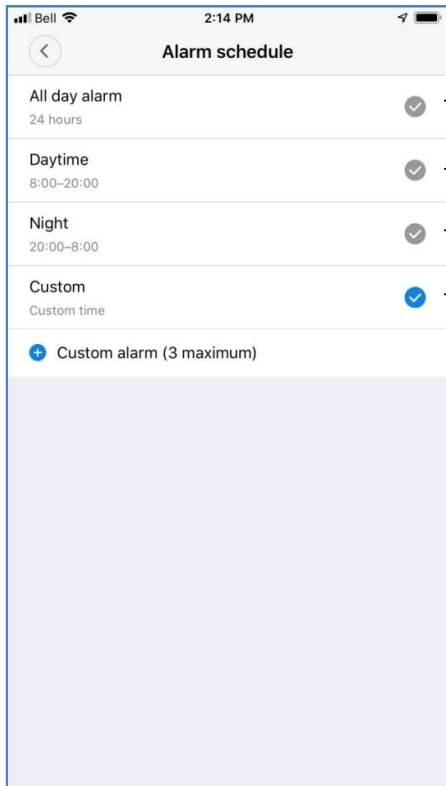 Bell 2:14 PM
Alarm schedule
All day alarm
24 hours
Daytime
8:00–20:00
Night
20:00–8:00
Custom
Custom time
Custom alarm (3 maximum)